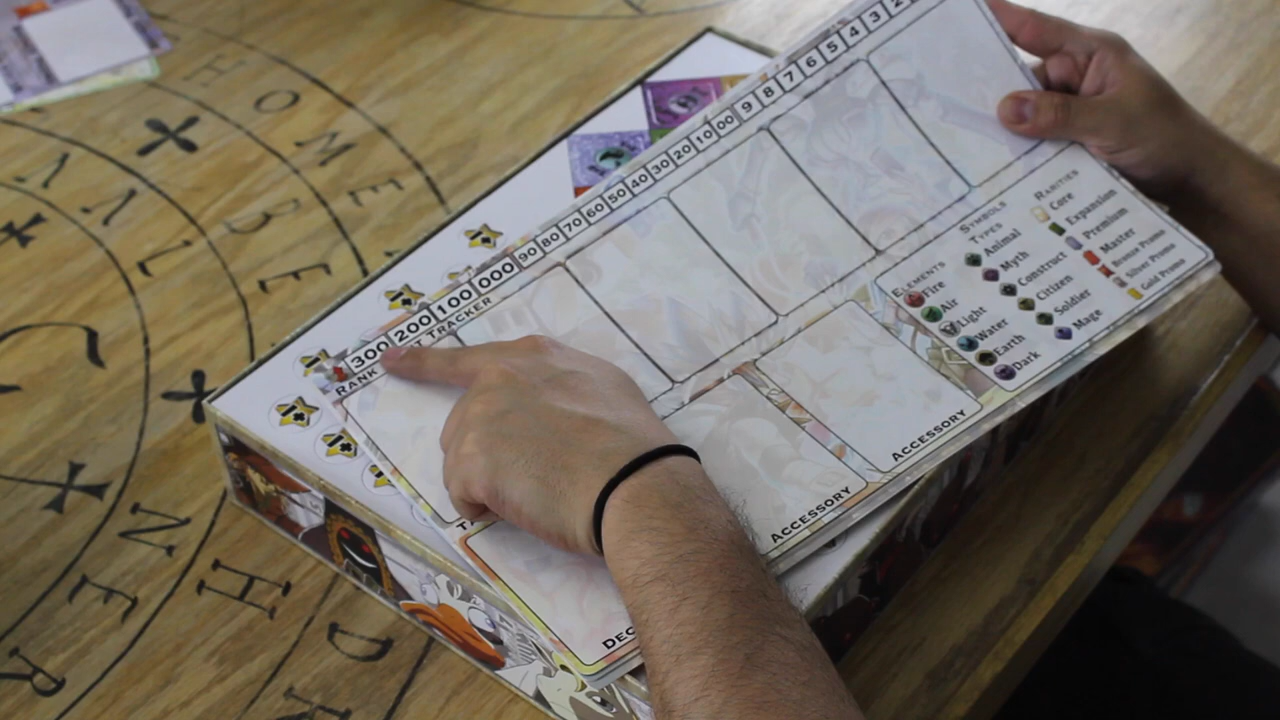 300 200 100 000 90 80 70 60 50 40 30 20 10 00 9 8 7 6 5 4 3 2
RANK
T TRACKER
ELEMENTS
Fire
Air
Light
Water
Earth
Dark
SYMBOLS
TYPES
Animal
Myth
Construct
Citizen
Soldier
Mage
RARITIES
Core
Expansion
Premium
Master
Bronze Promo
Silver Promo
Gold Promo
ACCESSORY
ACCESSORY
DEC
H O M E
B E
N E R
H D